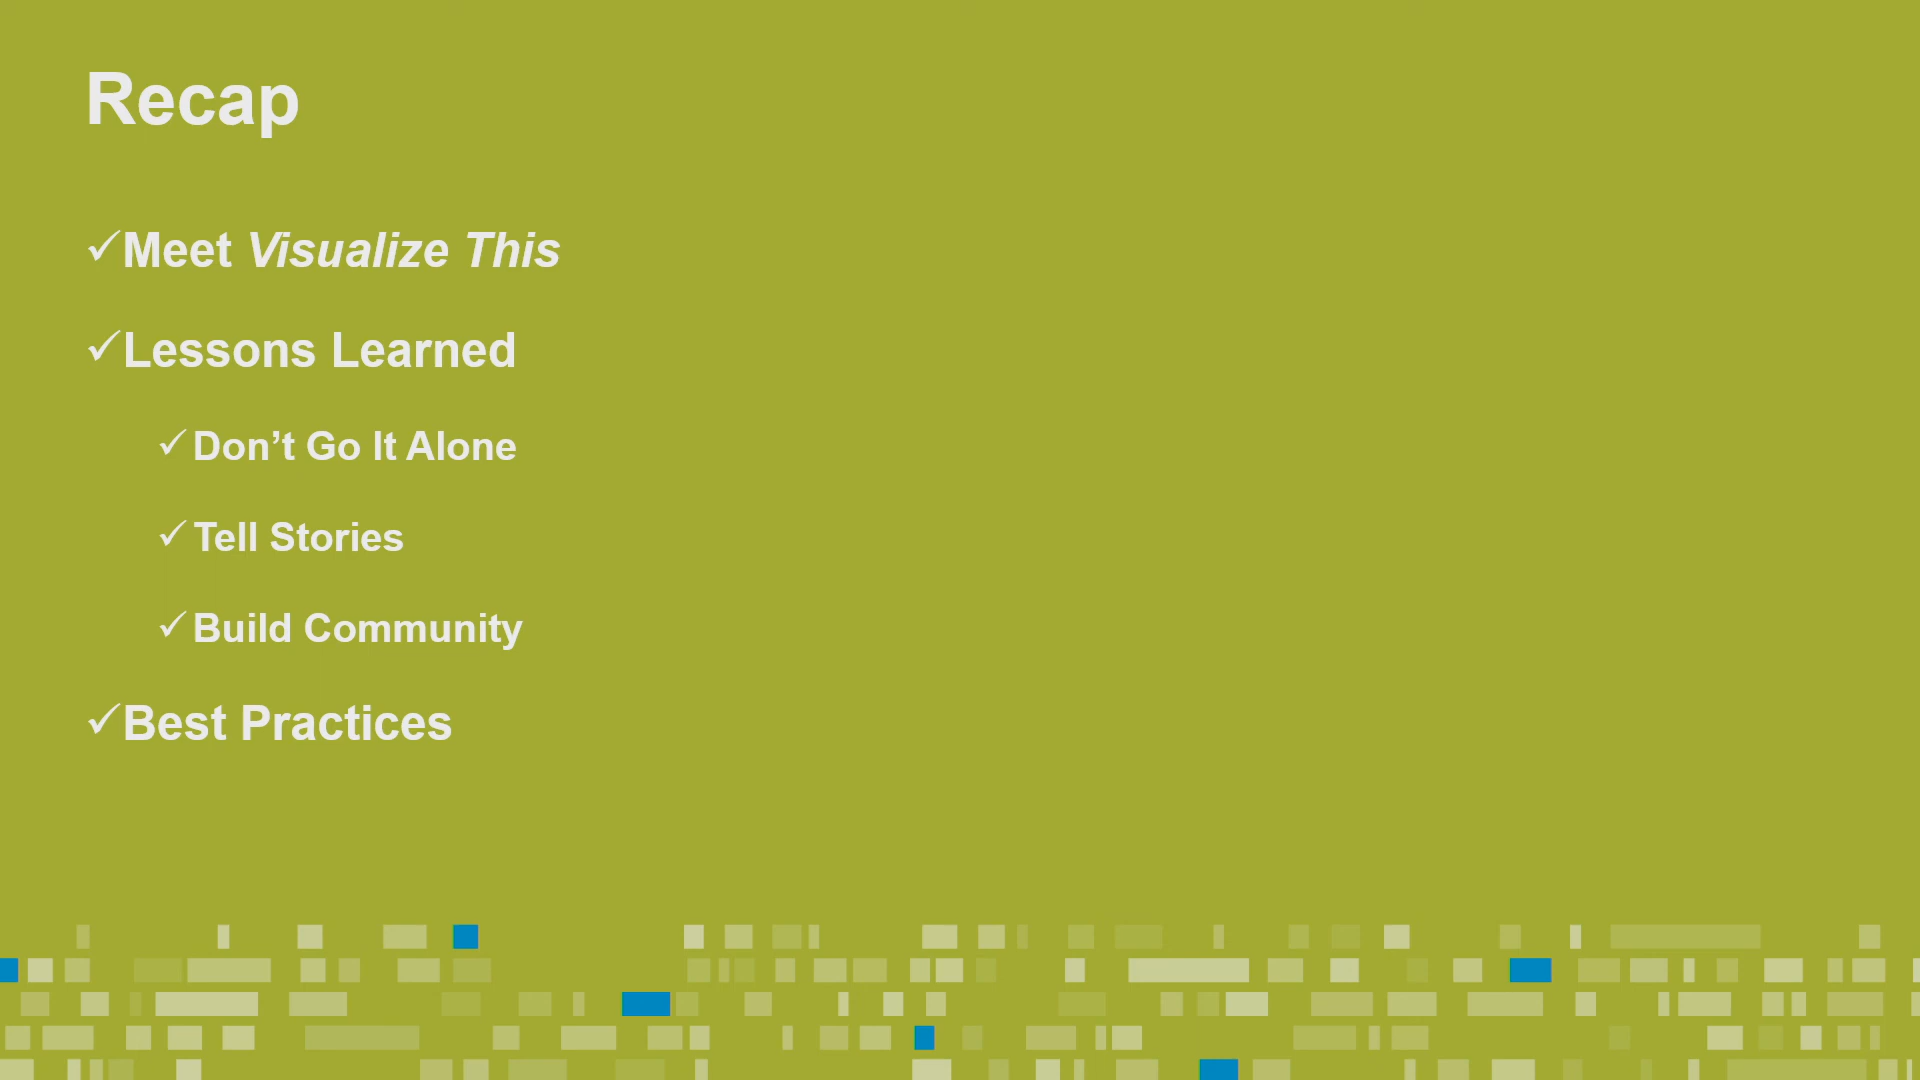 Recap
✓Meet Visualize This
✓Lessons Learned
✓Don’t Go It Alone
✓Tell Stories
✓Build Community
✓Best Practices